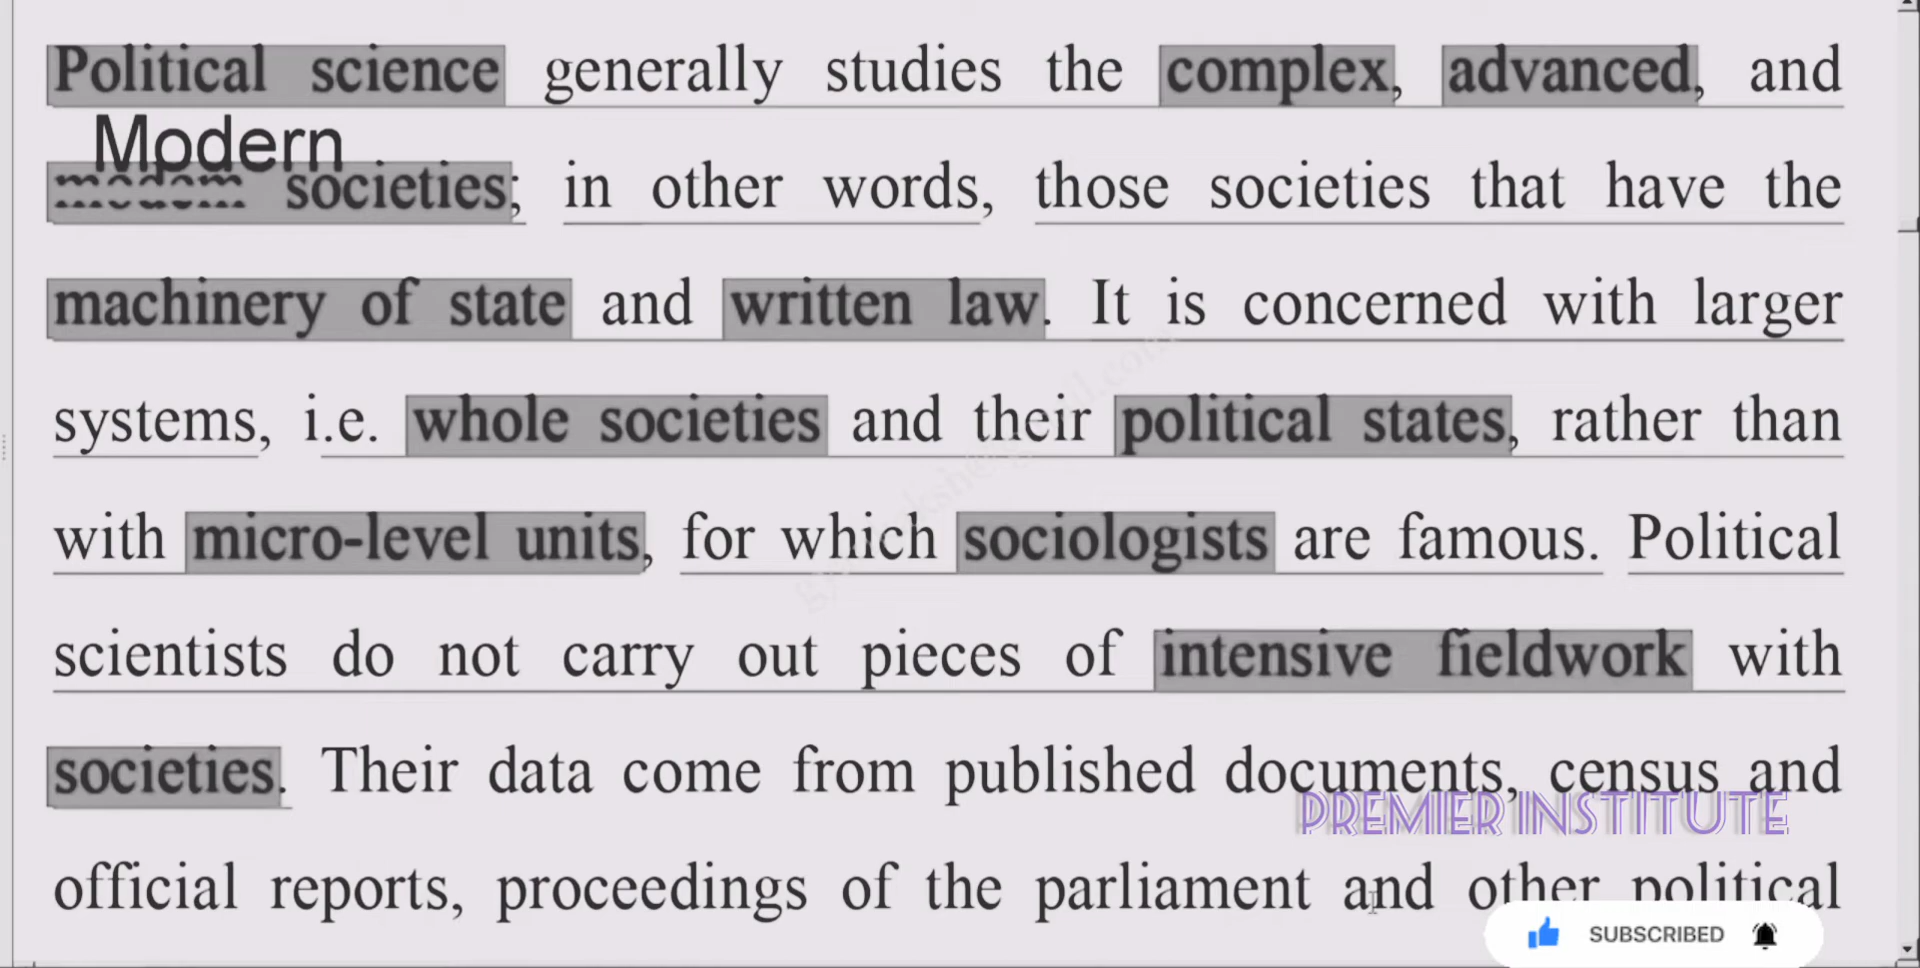 Political science generally studies the complex, advanced, and
Modern
societies; in other words, those societies that have the
machinery of state and written law. It is concerned with larger
systems, i.e. whole societies and their political states, rather than
with micro-level units, for which sociologists are famous. Political
scientists do not carry out pieces of intensive fieldwork with
societies. Their data come from published documents, census and
PREMIER INSTITUTE
official reports, proceedings of the parliament and other political
SUBSCRIBED